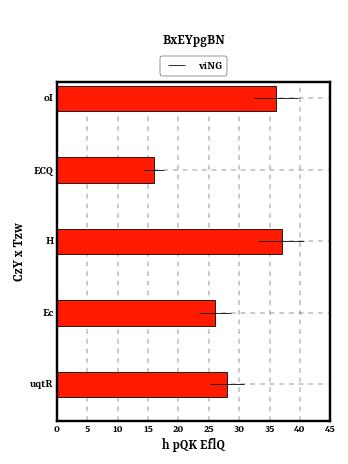 BxEYpgBN
viNG
oI
ECQ
H
Ec
uqtR
CzY x Tzw
0 5 10 15 20 25 30 35 40 45
h pQK EflQ